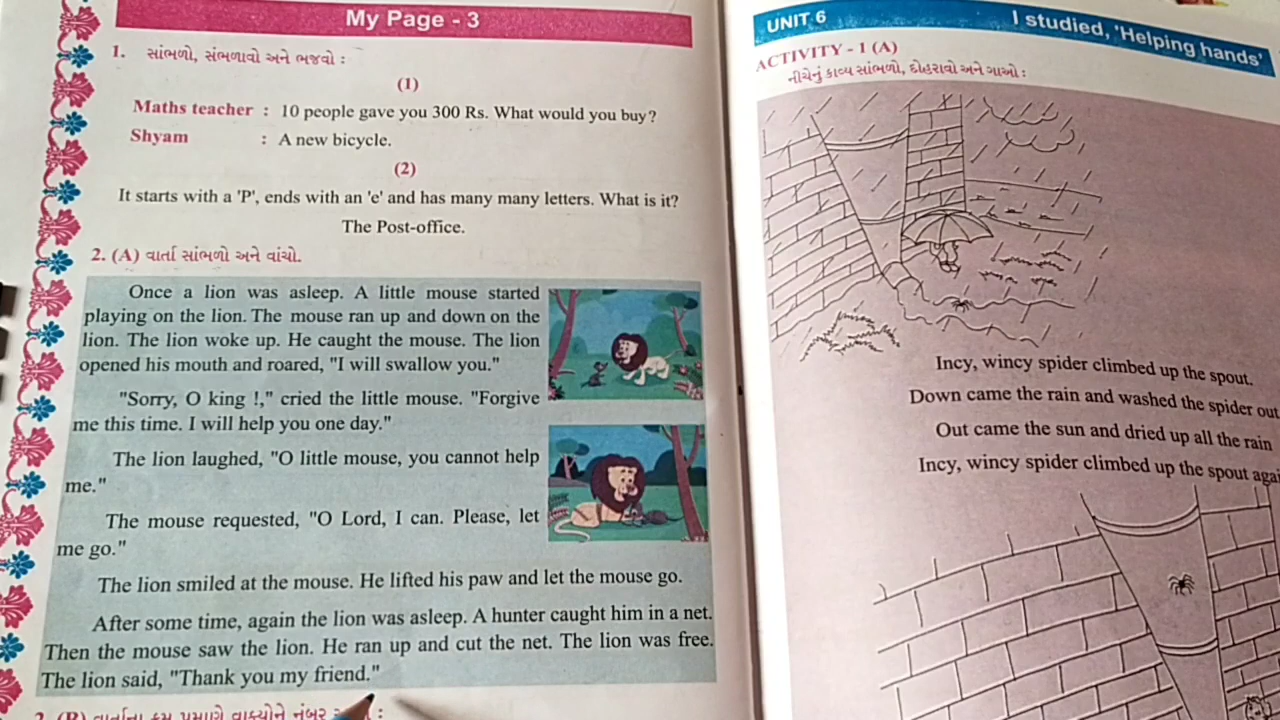 My Page - 3
1. સાંભળો, સંભળાવો અને ભજવો :
(1)
Maths teacher : 10 people gave you 300 Rs. What would you buy?
Shyam : A new bicycle.
(2)
It starts with a 'P', ends with an 'e' and has many many letters. What is it?
The Post-office.
2. (A) વાર્તા સાંભળો અને વાંચો.
Once a lion was asleep. A little mouse started
playing on the lion. The mouse ran up and down on the
lion. The lion woke up. He caught the mouse. The lion
opened his mouth and roared, "I will swallow you."
"Sorry, O king !," cried the little mouse. "Forgive
me this time. I will help you one day."
The lion laughed, "O little mouse, you cannot help
me."
The mouse requested, "O Lord, I can. Please, let
me go."
The lion smiled at the mouse. He lifted his paw and let the mouse go.
After some time, again the lion was asleep. A hunter caught him in a net.
Then the mouse saw the lion. He ran up and cut the net. The lion was free.
The lion said, "Thank you my friend."
2. (B) વાર્તાના ક્રમ પ્રમાણે વાક્યોને નંબર :
UNIT 6
I studied, 'Helping hands'
ACTIVITY - 1 (A)
નીચેનું કાવ્ય સાંભળો, દોહરાવો અને ગાઓ :
Incy, wincy spider climbed up the spout.
Down came the rain and washed the spider out
Out came the sun and dried up all the rain
Incy, wincy spider climbed up the spout